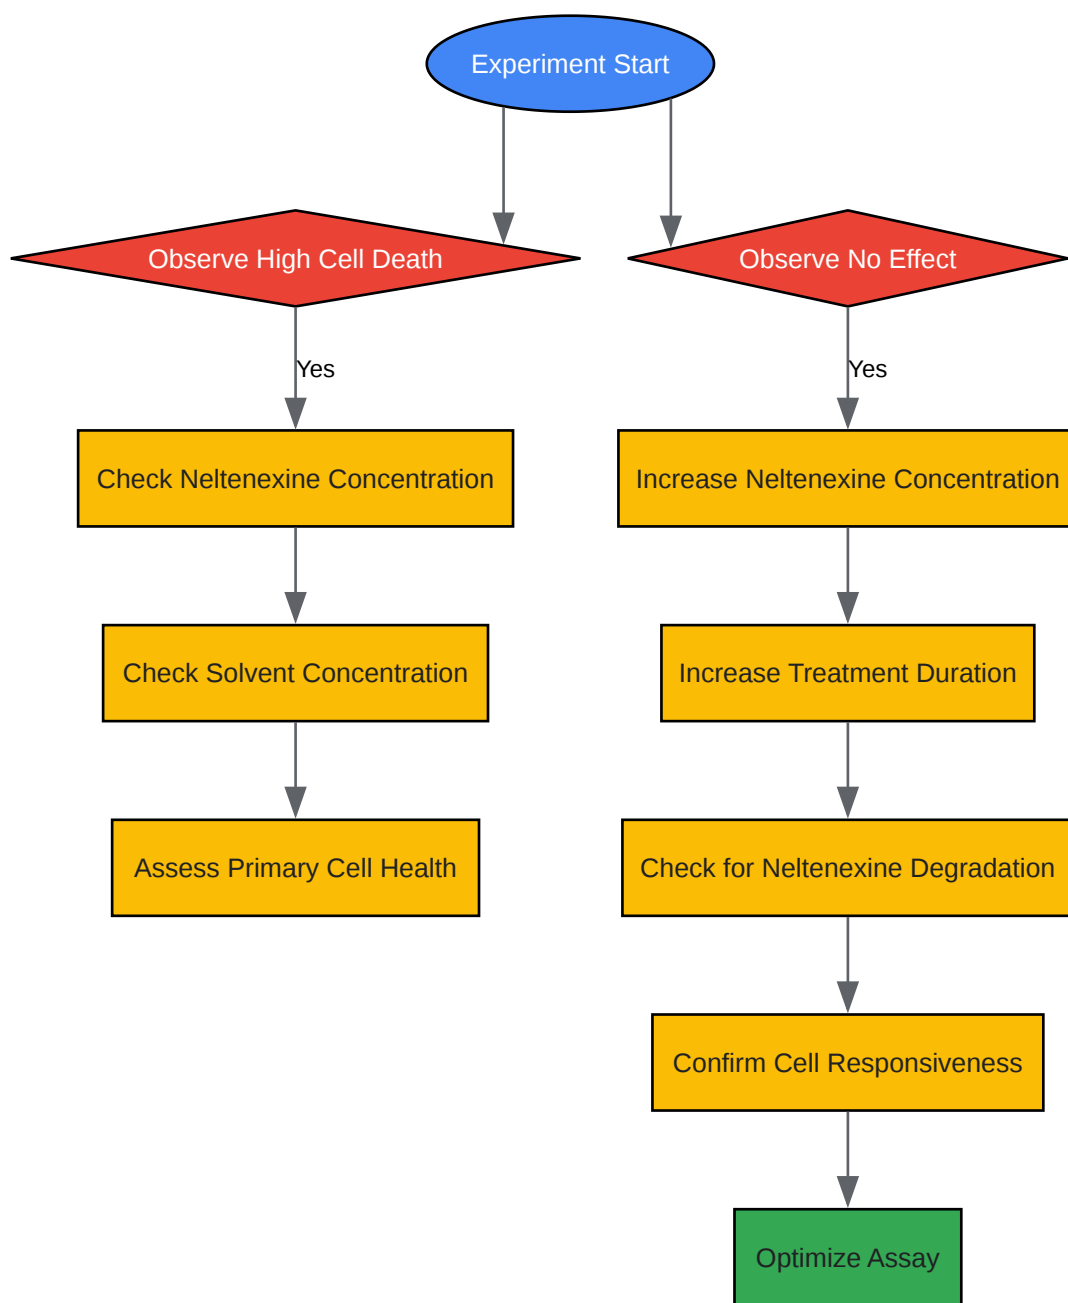 Experiment Start
Observe High Cell Death
Observe No Effect
Yes
Yes
Check Neltenexine Concentration
Increase Neltenexine Concentration
Check Solvent Concentration
Increase Treatment Duration
Assess Primary Cell Health
Check for Neltenexine Degradation
Confirm Cell Responsiveness
Optimize Assay